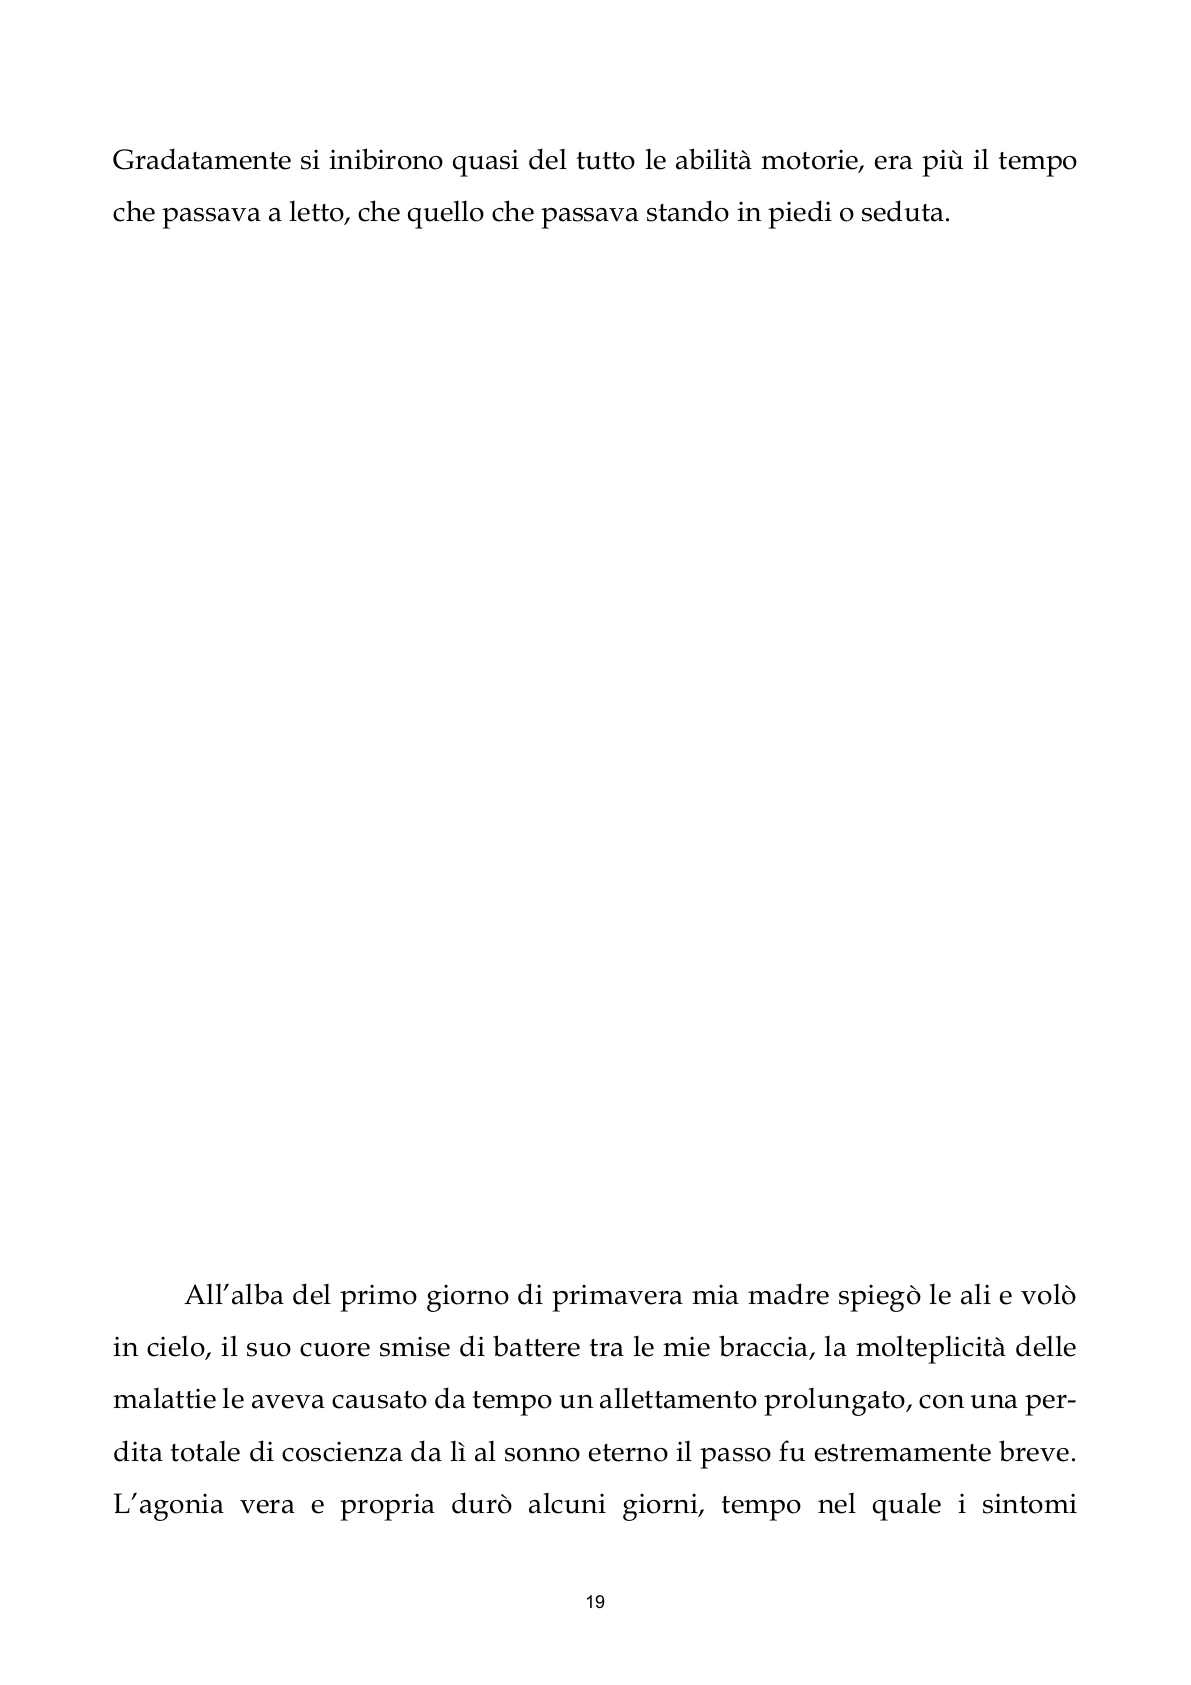 Gradatamente si inibirono quasi del tutto le abilità motorie, era più il tempo
che passava a letto, che quello che passava stando in piedi o seduta.
All’alba del primo giorno di primavera mia madre spiegò le ali e volò
in cielo, il suo cuore smise di battere tra le mie braccia, la molteplicità delle
malattie le aveva causato da tempo un allettamento prolungato, con una per-
dita totale di coscienza da lì al sonno eterno il passo fu estremamente breve.
L’agonia vera e propria durò alcuni giorni, tempo nel quale i sintomi
19